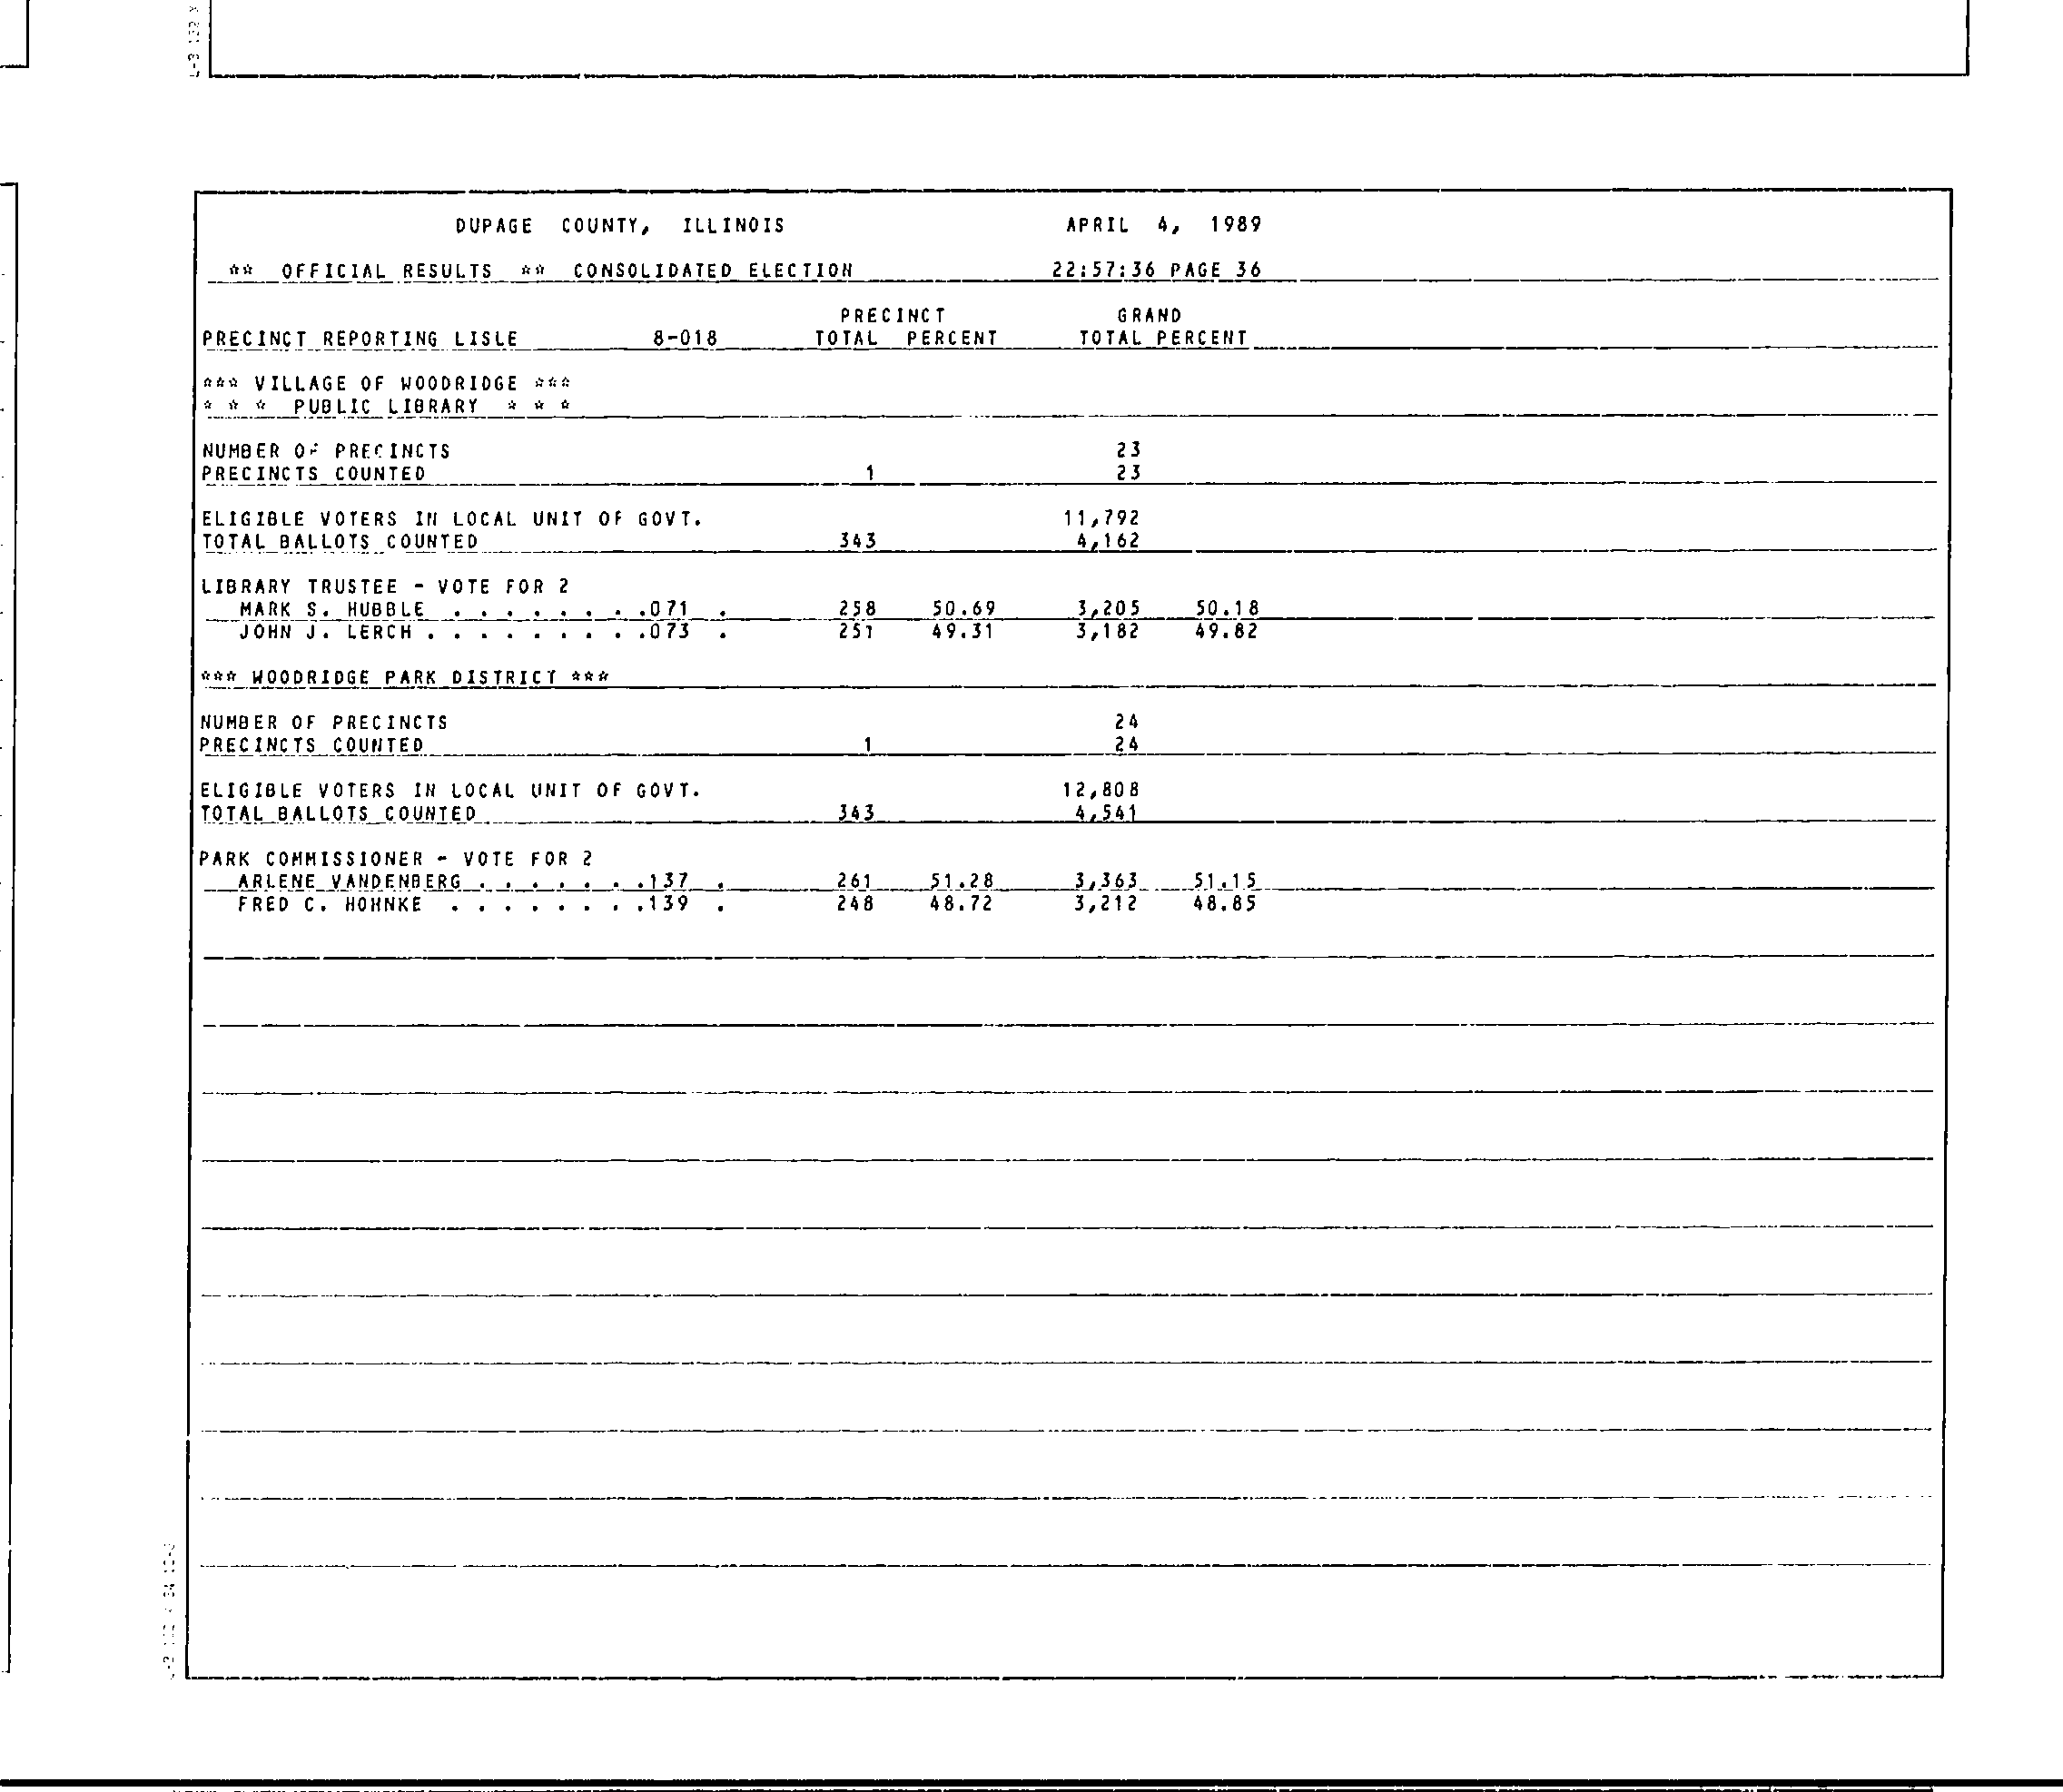 DUPAGE COUNTY, ILLINOIS APRIL 4, 1989
** OFFICIAL RESULTS ** CONSOLIDATED ELECTION 22:57:36 PAGE 36
PRECINCT GRAND
PRECINCT REPORTING LISLE 8-018 TOTAL PERCENT TOTAL PERCENT
*** VILLAGE OF WOODRIDGE ***
* * * PUBLIC LIBRARY * * *
NUMBER OF PRECINCTS 23
PRECINCTS COUNTED 1 23
ELIGIBLE VOTERS IN LOCAL UNIT OF GOVT. 11,792
TOTAL BALLOTS COUNTED 343 4,162
LIBRARY TRUSTEE - VOTE FOR 2
MARK S. HUBBLE . . . . . . . .071 . 258 50.69 3,205 50.18
JOHN J. LERCH . . . . . . . . .073 . 251 49.31 3,182 49.82
*** WOODRIDGE PARK DISTRICT ***
NUMBER OF PRECINCTS 24
PRECINCTS COUNTED 1 24
ELIGIBLE VOTERS IN LOCAL UNIT OF GOVT. 12,808
TOTAL BALLOTS COUNTED 343 4,541
PARK COMMISSIONER - VOTE FOR 2
ARLENE VANDENBERG . . . . . . .137 . 261 51.28 3,363 51.15
FRED C. HOHNKE . . . . . . . .139 . 248 48.72 3,212 48.85